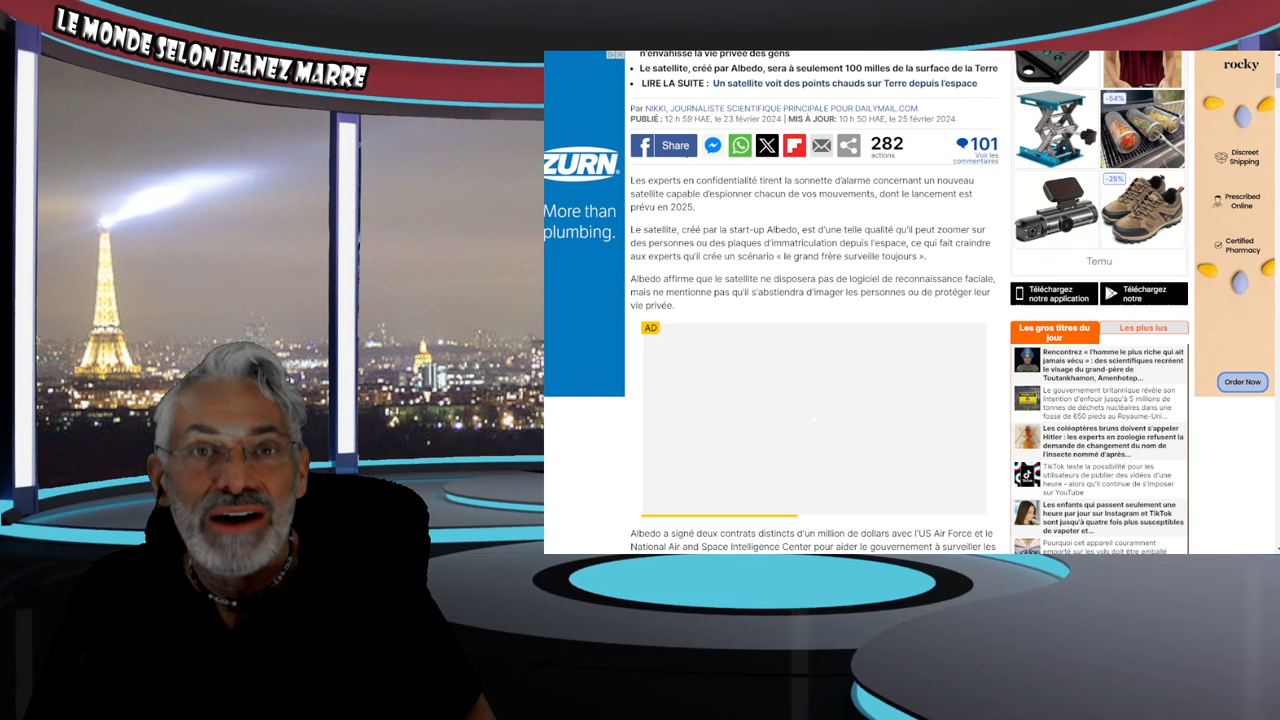 LE MONDE SELON JEANEZ MARRE
ZURN
More than
plumbing.
n'envahisse la vie privée des gens
• Le satellite, créé par Albedo, sera à seulement 100 milles de la surface de la Terre
• LIRE LA SUITE : Un satellite voit des points chauds sur Terre depuis l'espace
Par NIKKI, JOURNALISTE SCIENTIFIQUE PRINCIPALE POUR DAILYMAIL.COM
PUBLIÉ : 12 h 59 HAE, le 23 février 2024 | MIS À JOUR: 10 h 50 HAE, le 25 février 2024
f Share
282
actions
101
Voir les
commentaires
Les experts en confidentialité tirent la sonnette d'alarme concernant un nouveau
satellite capable d'espionner chacun de vos mouvements, dont le lancement est
prévu en 2025.
Le satellite, créé par la start-up Albedo, est d'une telle qualité qu'il peut zoomer sur
des personnes ou des plaques d'immatriculation depuis l'espace, ce qui fait craindre
aux experts qu'il crée un scénario « le grand frère surveille toujours ».
Albedo affirme que le satellite ne disposera pas de logiciel de reconnaissance faciale,
mais ne mentionne pas qu'il s'abstiendra d'imager les personnes ou de protéger leur
vie privée.
AD
Albedo a signé deux contrats distincts d'un million de dollars avec l'US Air Force et le
National Air and Space Intelligence Center pour aider le gouvernement à surveiller les
-54%
-25%
Temu
Téléchargez
notre application
Téléchargez
notre
Les gros titres du
jour
Les plus lus
Rencontrez « l'homme le plus riche qui ait
jamais vécu » : des scientifiques recréent
le visage du grand-père de
Toutankhamon, Amenhotep...
Le gouvernement britannique révèle son
intention d'enfouir jusqu'à 5 millions de
tonnes de déchets nucléaires dans une
fosse de 650 pieds au Royaume-Uni...
Les coléoptères bruns doivent s'appeler
Hitler : les experts en zoologie refusent la
demande de changement du nom de
l'insecte nommé d'après...
TikTok teste la possibilité pour les
utilisateurs de publier des vidéos d'une
heure - alors qu'il continue de s'imposer
sur YouTube
Les enfants qui passent seulement une
heure par jour sur Instagram et TikTok
sont jusqu'à quatre fois plus susceptibles
de vapoter et...
Pourquoi cet appareil couramment
emporté sur les vols doit être emballé
rocky
Discreet
Shipping
Prescribed
Online
Certified
Pharmacy
Order Now